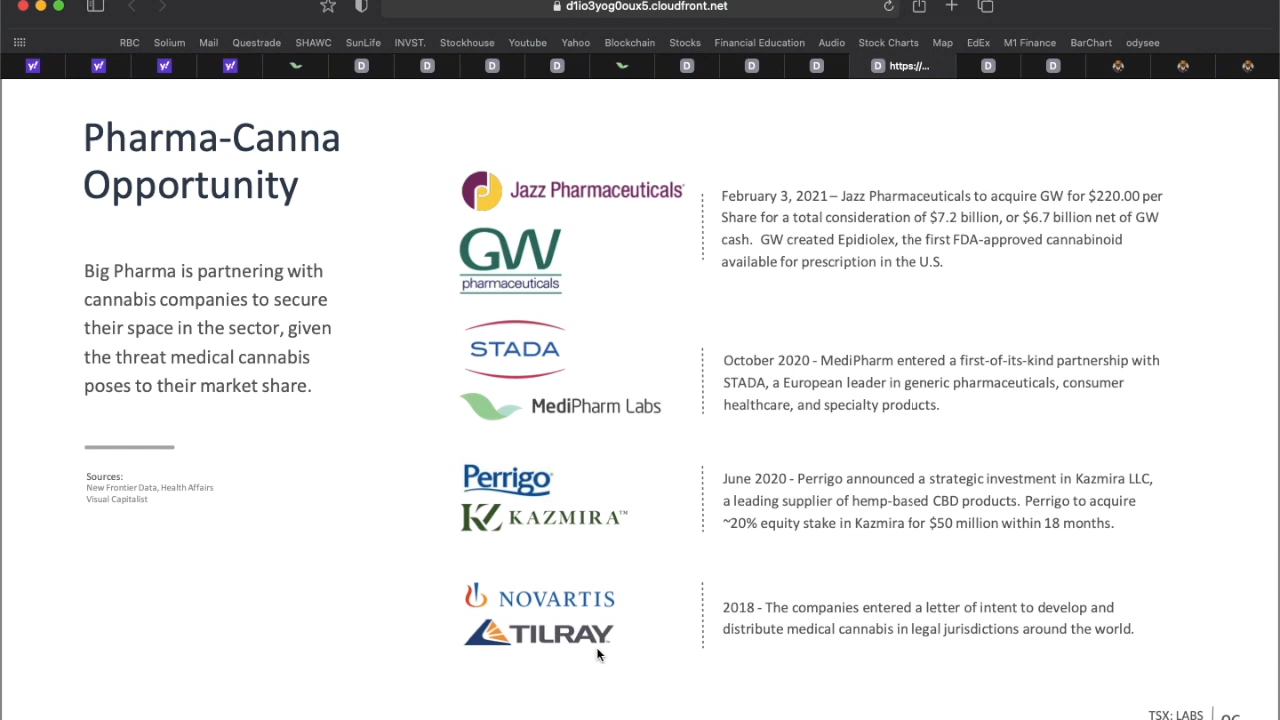 d1io3yog0oux5.cloudfront.net
RBC Solium Mail Questrade SHAWC SunLife INVST. Stockhouse Youtube Yahoo Blockchain Stocks Financial Education Audio Stock Charts Map EdEx M1 Finance BarChart odysee
y! y! y! y! D D D D D D D D https://... D D
Pharma-Canna
Opportunity
Big Pharma is partnering with
cannabis companies to secure
their space in the sector, given
the threat medical cannabis
poses to their market share.
Sources:
New Frontier Data, Health Affairs
Visual Capitalist
Jazz Pharmaceuticals
GW
pharmaceuticals
February 3, 2021– Jazz Pharmaceuticals to acquire GW for $220.00 per
Share for a total consideration of $7.2 billion, or $6.7 billion net of GW
cash. GW created Epidiolex, the first FDA-approved cannabinoid
available for prescription in the U.S.
STADA
MediPharm Labs
October 2020 - MediPharm entered a first-of-its-kind partnership with
STADA, a European leader in generic pharmaceuticals, consumer
healthcare, and specialty products.
Perrigo
KZ KAZMIRA™
June 2020 - Perrigo announced a strategic investment in Kazmira LLC,
a leading supplier of hemp-based CBD products. Perrigo to acquire
~20% equity stake in Kazmira for $50 million within 18 months.
NOVARTIS
TILRAY
2018 - The companies entered a letter of intent to develop and
distribute medical cannabis in legal jurisdictions around the world.
TSX: LABS